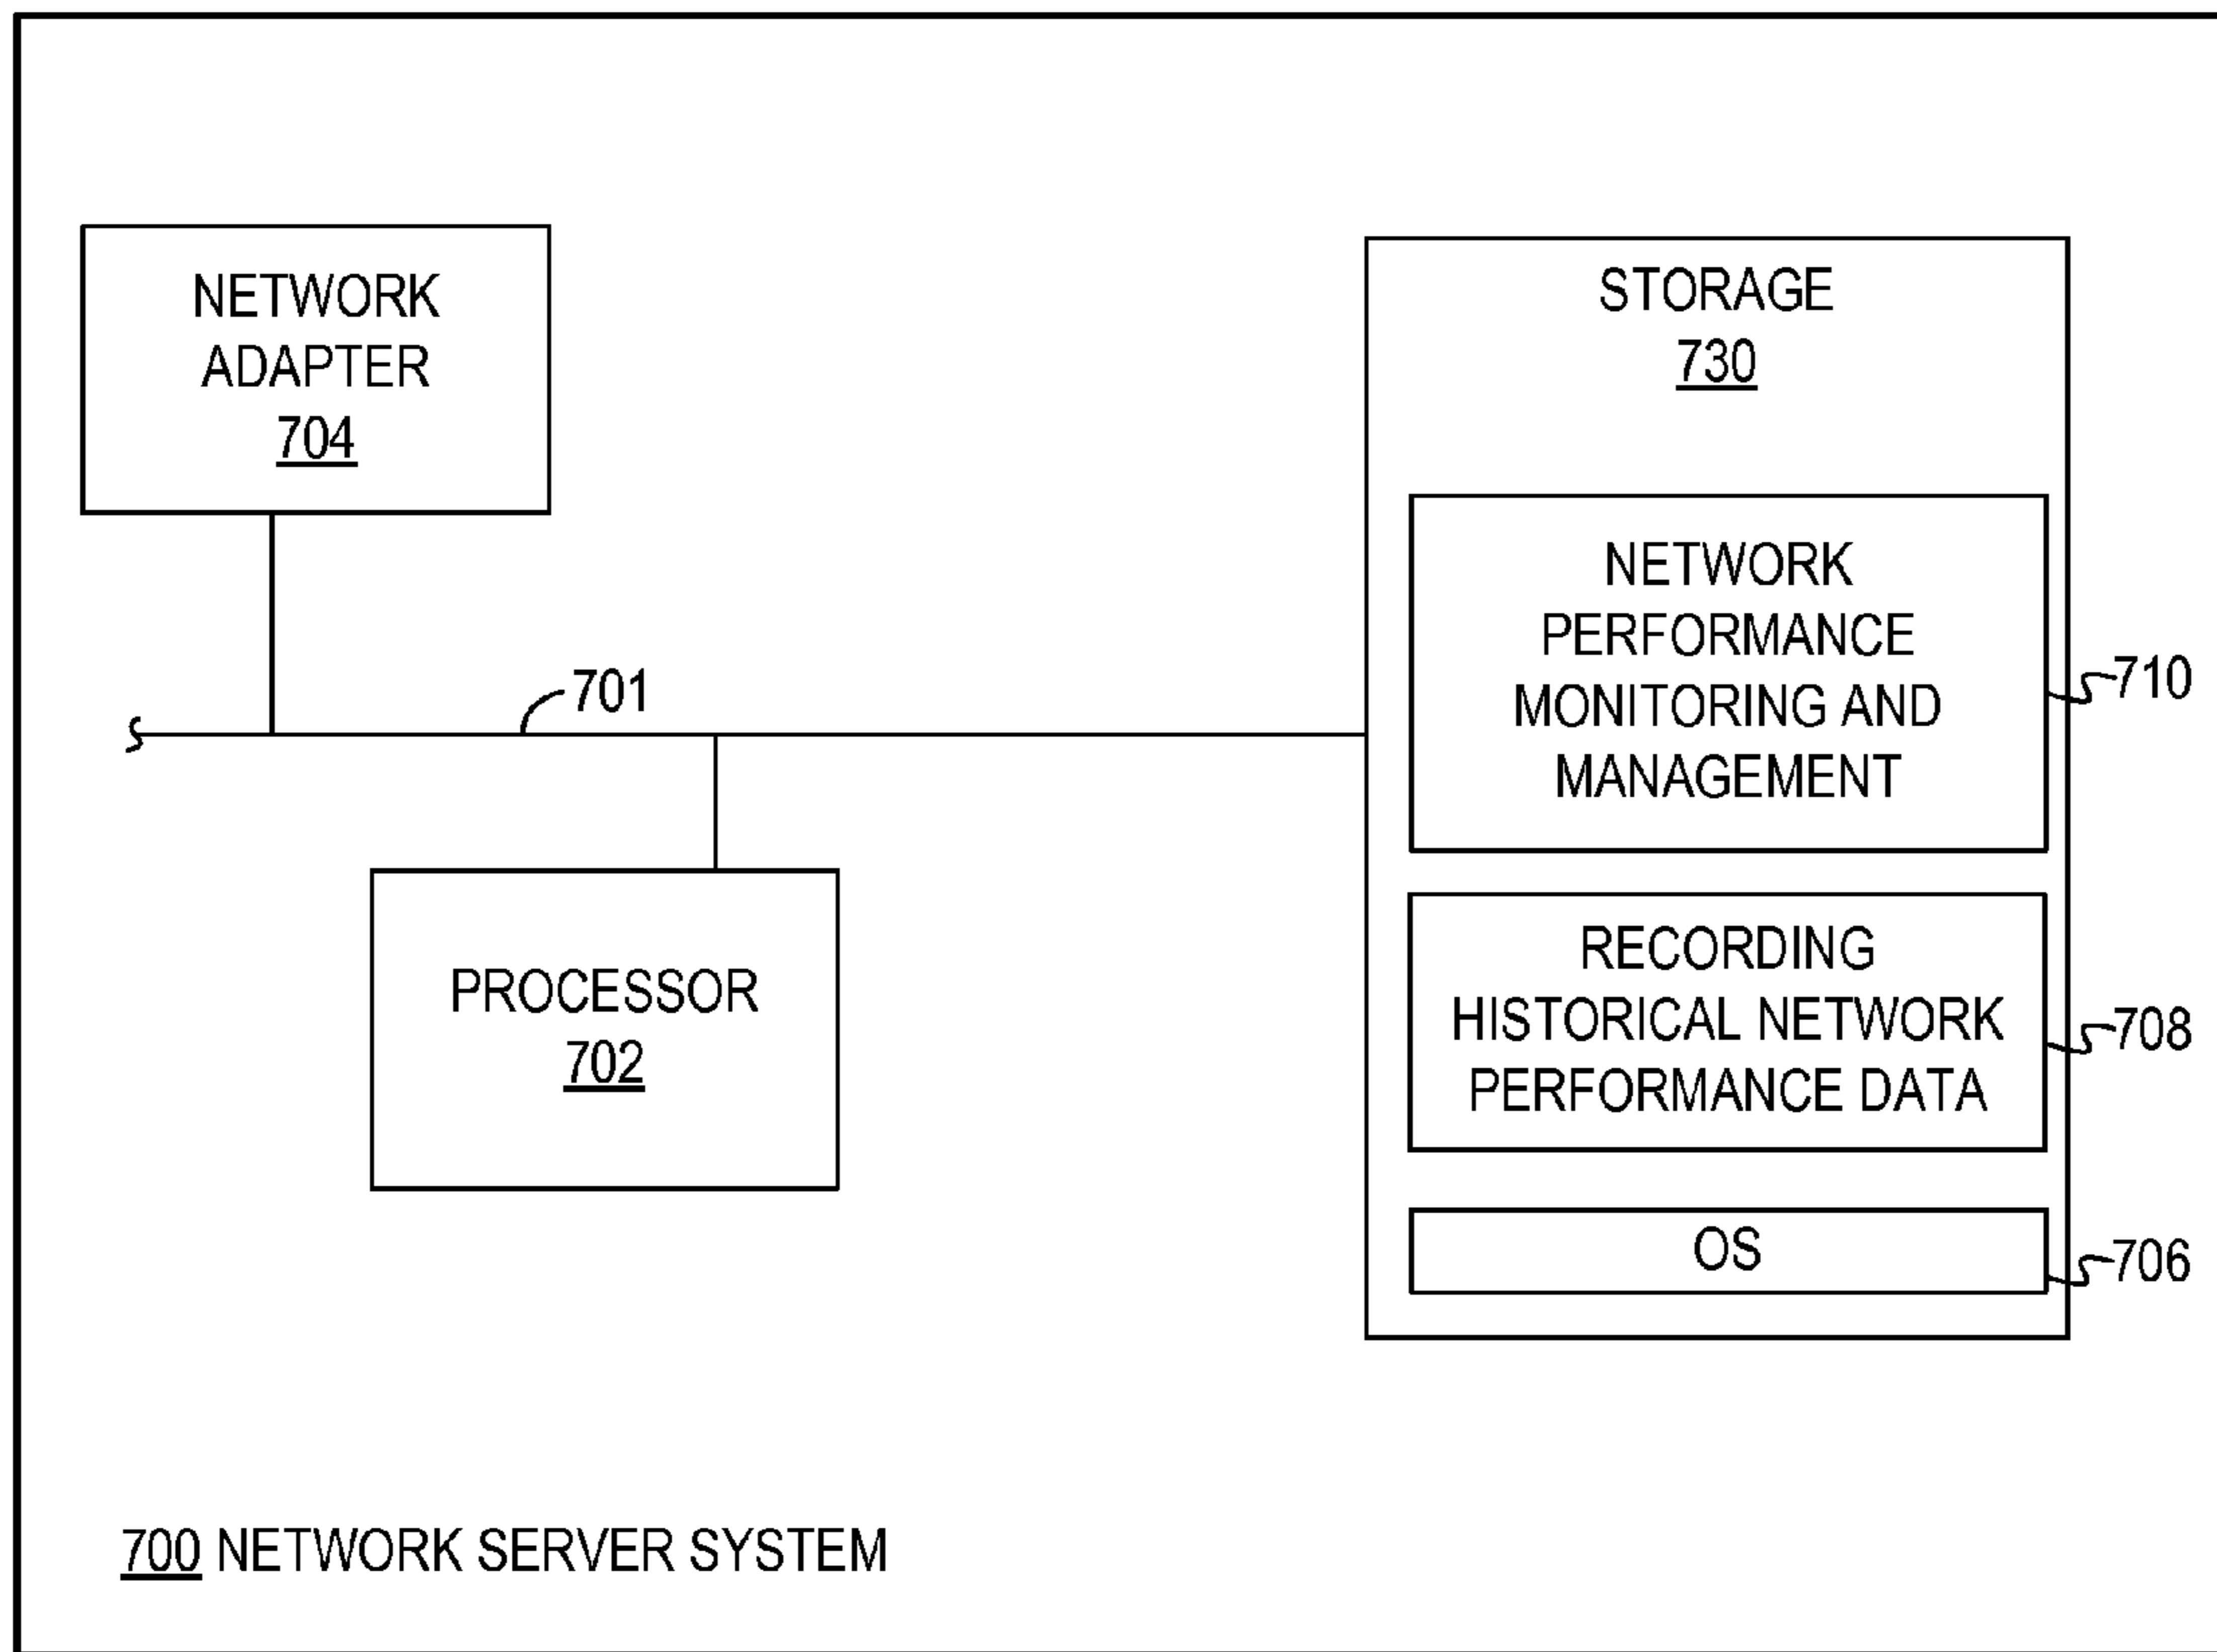 NETWORK
ADAPTER
704
STORAGE
730
NETWORK
PERFORMANCE
MONITORING AND
MANAGEMENT
710
701
PROCESSOR
702
RECORDING
HISTORICAL NETWORK
PERFORMANCE DATA
708
OS
706
700 NETWORK SERVER SYSTEM